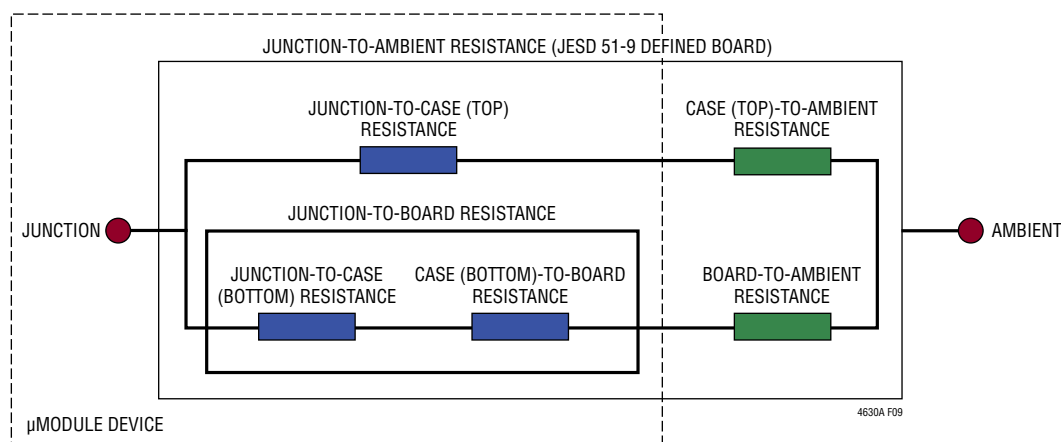 JUNCTION-TO-AMBIENT RESISTANCE (JESD 51-9 DEFINED BOARD)
JUNCTION-TO-CASE (TOP)
RESISTANCE
CASE (TOP)-TO-AMBIENT
RESISTANCE
JUNCTION-TO-BOARD RESISTANCE
JUNCTION
AMBIENT
JUNCTION-TO-CASE
(BOTTOM) RESISTANCE
CASE (BOTTOM)-TO-BOARD
RESISTANCE
BOARD-TO-AMBIENT
RESISTANCE
4630A F09
µMODULE DEVICE